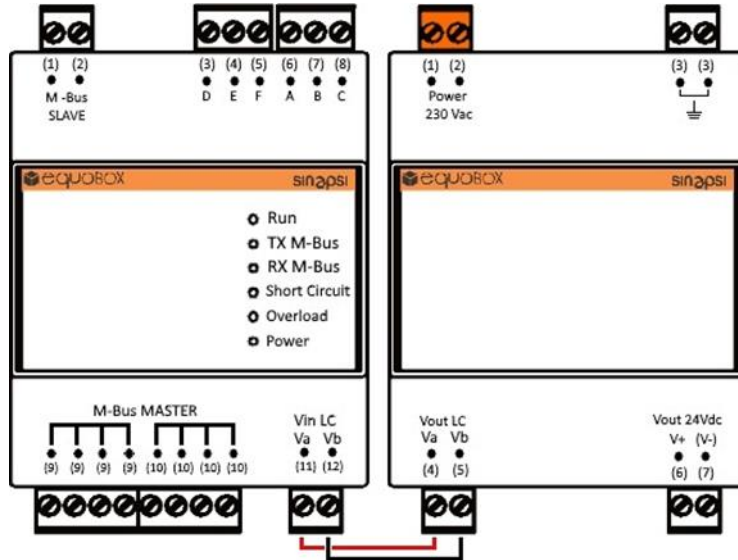 (1) (2) (3) (4) (5) (6) (7) (8)
D E F A B C
M -Bus
SLAVE
equoBOX sinapsi
Run
TX M-Bus
RX M-Bus
Short Circuit
Overload
Power
M-Bus MASTER
Vin LC
Va Vb
(9) (9) (9) (9) (10) (10) (10) (10) (11) (12)
(1) (2) (3) (3)
Power
230 Vac
equoBOX sinapsi
Vout LC
Va Vb
(4) (5)
Vout 24Vdc
V+ (V-)
(6) (7)